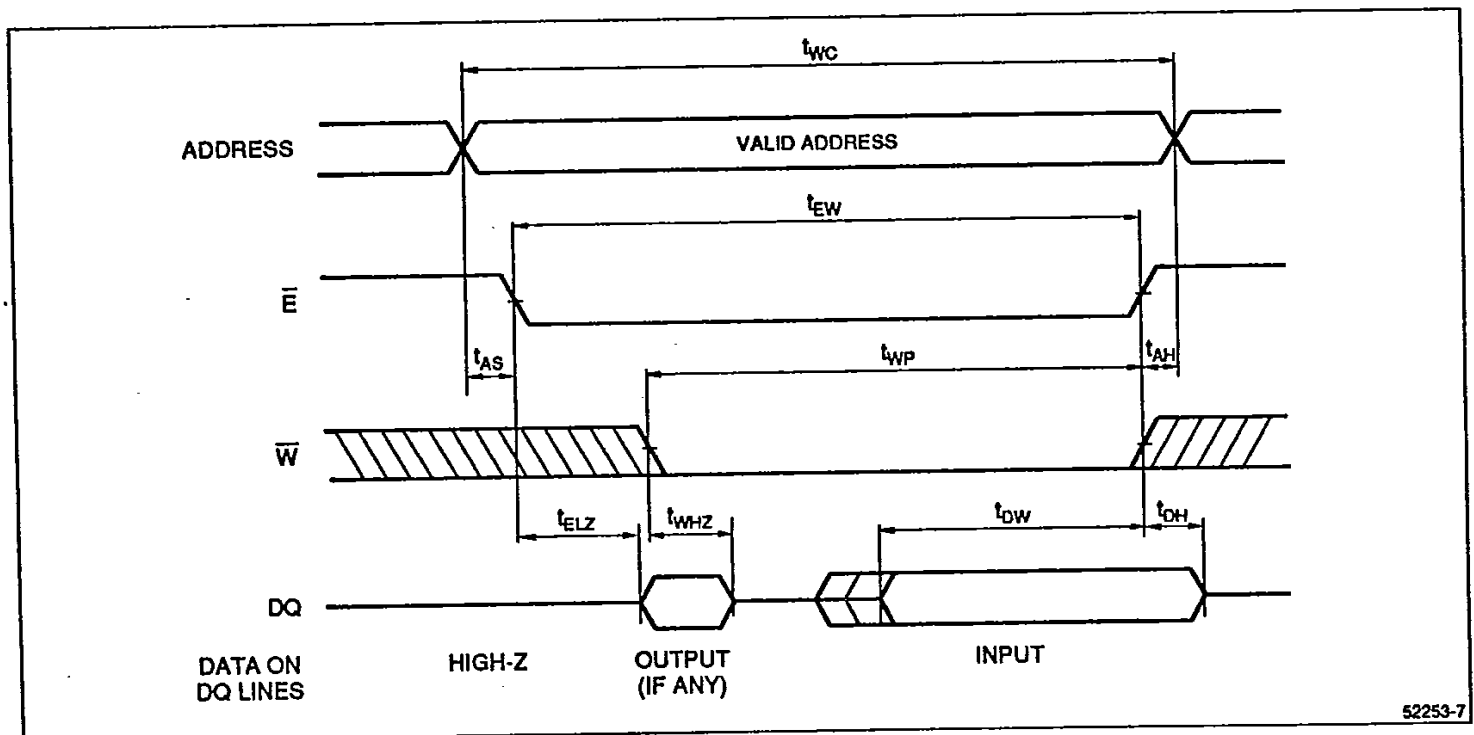 tWC
ADDRESS
VALID ADDRESS
tEW
E̅
tAS
tWP
tAH
W̅
tELZ
tWHZ
tDW
tDH
DQ
DATA ON
DQ LINES
HIGH-Z
OUTPUT
(IF ANY)
INPUT
52253-7